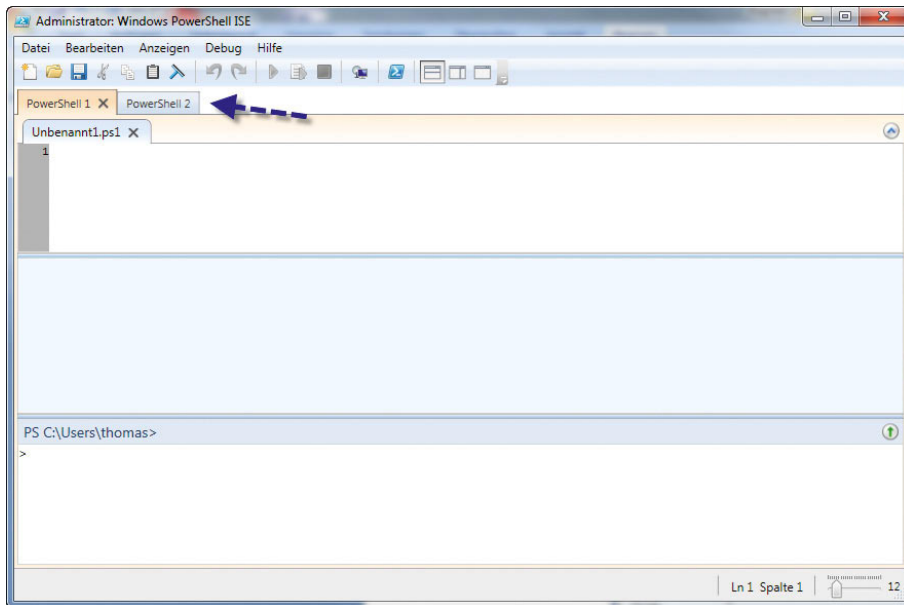 Administrator: Windows PowerShell ISE
Datei Bearbeiten Anzeigen Debug Hilfe
PowerShell 1 PowerShell 2
Unbenannt1.ps1
1
PS C:\Users\thomas>
>
Ln 1 Spalte 1 12